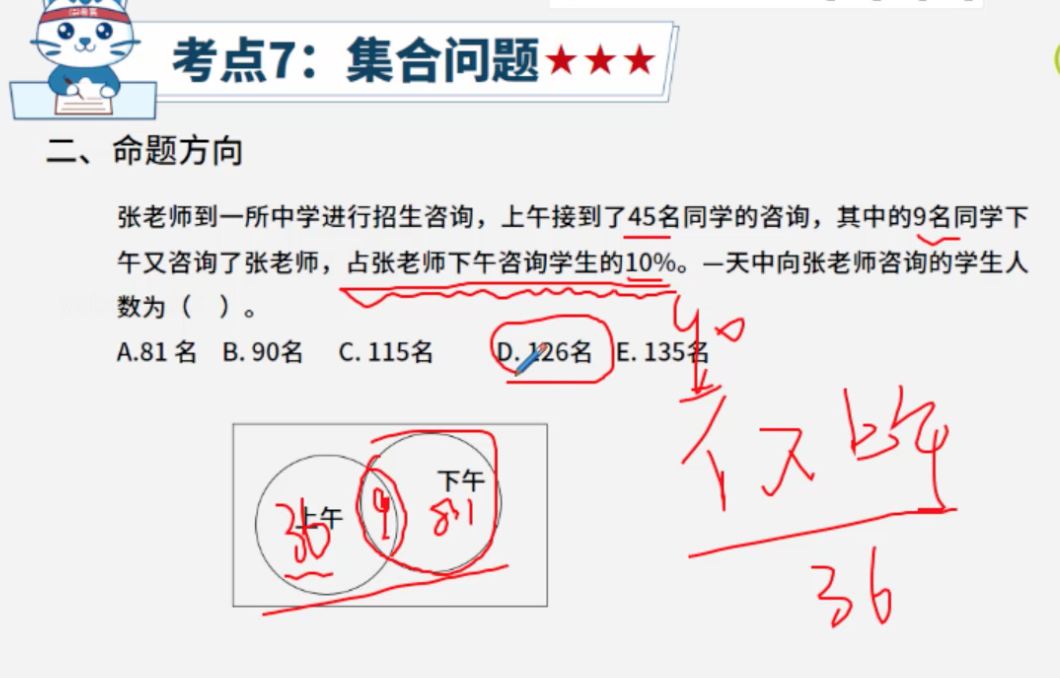 考点7：集合问题★★★
二、命题方向
张老师到一所中学进行招生咨询，上午接到了45名同学的咨询，其中的9名同学下
午又咨询了张老师，占张老师下午咨询学生的10%。一天中向张老师咨询的学生人
数为（ ）。
A.81 名 B. 90名 C. 115名 D. 126名 E. 135名
90
下午
上午
36
9
81
36